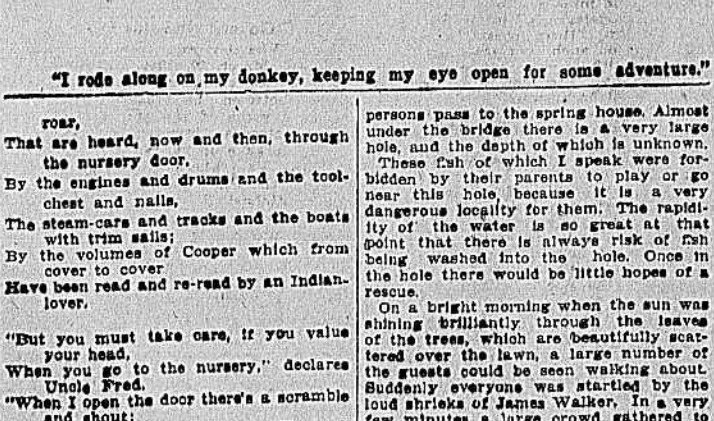 "I rode along on my donkey, keeping my eye open for some adventure."
roar,
That are heard, now and then, through
the nursery door,
By the engines and drums and the tool-
chest and nails,
The steam-cars and tracks and the boats
with trim sails;
By the volumes of Cooper which from
cover to cover
Have been read and re-read by an Indian-
lover.
"But you must take care, if you value
your head,
When you go to the nursery," declares
Uncle Fred.
"When I open the door there's a scramble
and shout:
persons pass to the spring house. Almost
under the bridge there is a very large
hole, and the depth of which is unknown.
These fish of which I speak were for-
bidden by their parents to play or go
near this hole, because it is a very
dangerous locality for them. The rapid-
ity of the water is so great at that
point that there is always risk of fish
being washed into the hole. Once in
the hole there would be little hopes of a
rescue.
On a bright morning when the sun was
shining brilliantly through the leaves
of the trees, which are beautifully scat-
tered over the lawn, a large number of
the guests could be seen walking about.
Suddenly everyone was startled by the
loud shrieks of James Walker. In a very
few minutes a large crowd gathered to